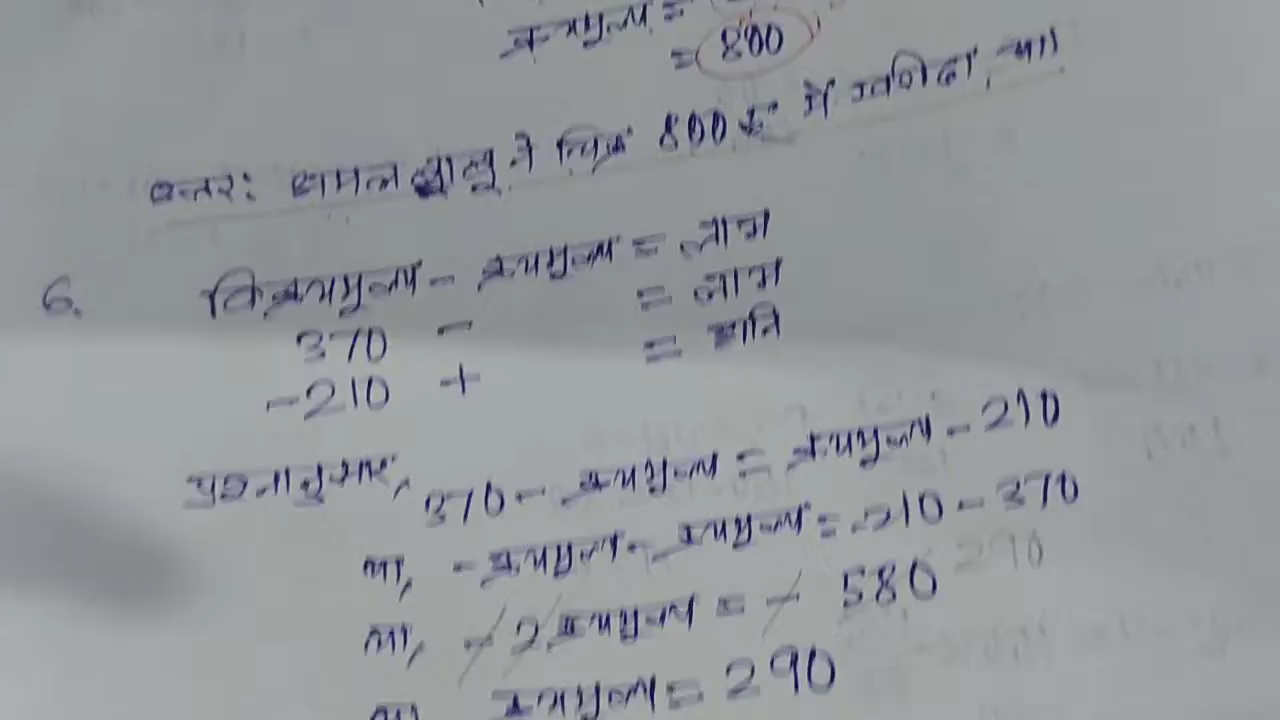 क्रयमूल्य =
= 800
उत्तरः श्यामलालू ने चित्र 800 रु में खरीदा, था।
6. विक्रयमूल्य - क्रयमूल्य = लाभ
370 - = लाभ
-210 + = हानि
प्रश्नानुसार, 370 - क्रयमूल्य = क्रयमूल्य - 210
या, - क्रयमूल्य - क्रयमूल्य = -210 - 370
या, - 2 क्रयमूल्य = - 580 290
या क्रयमूल्य = 290